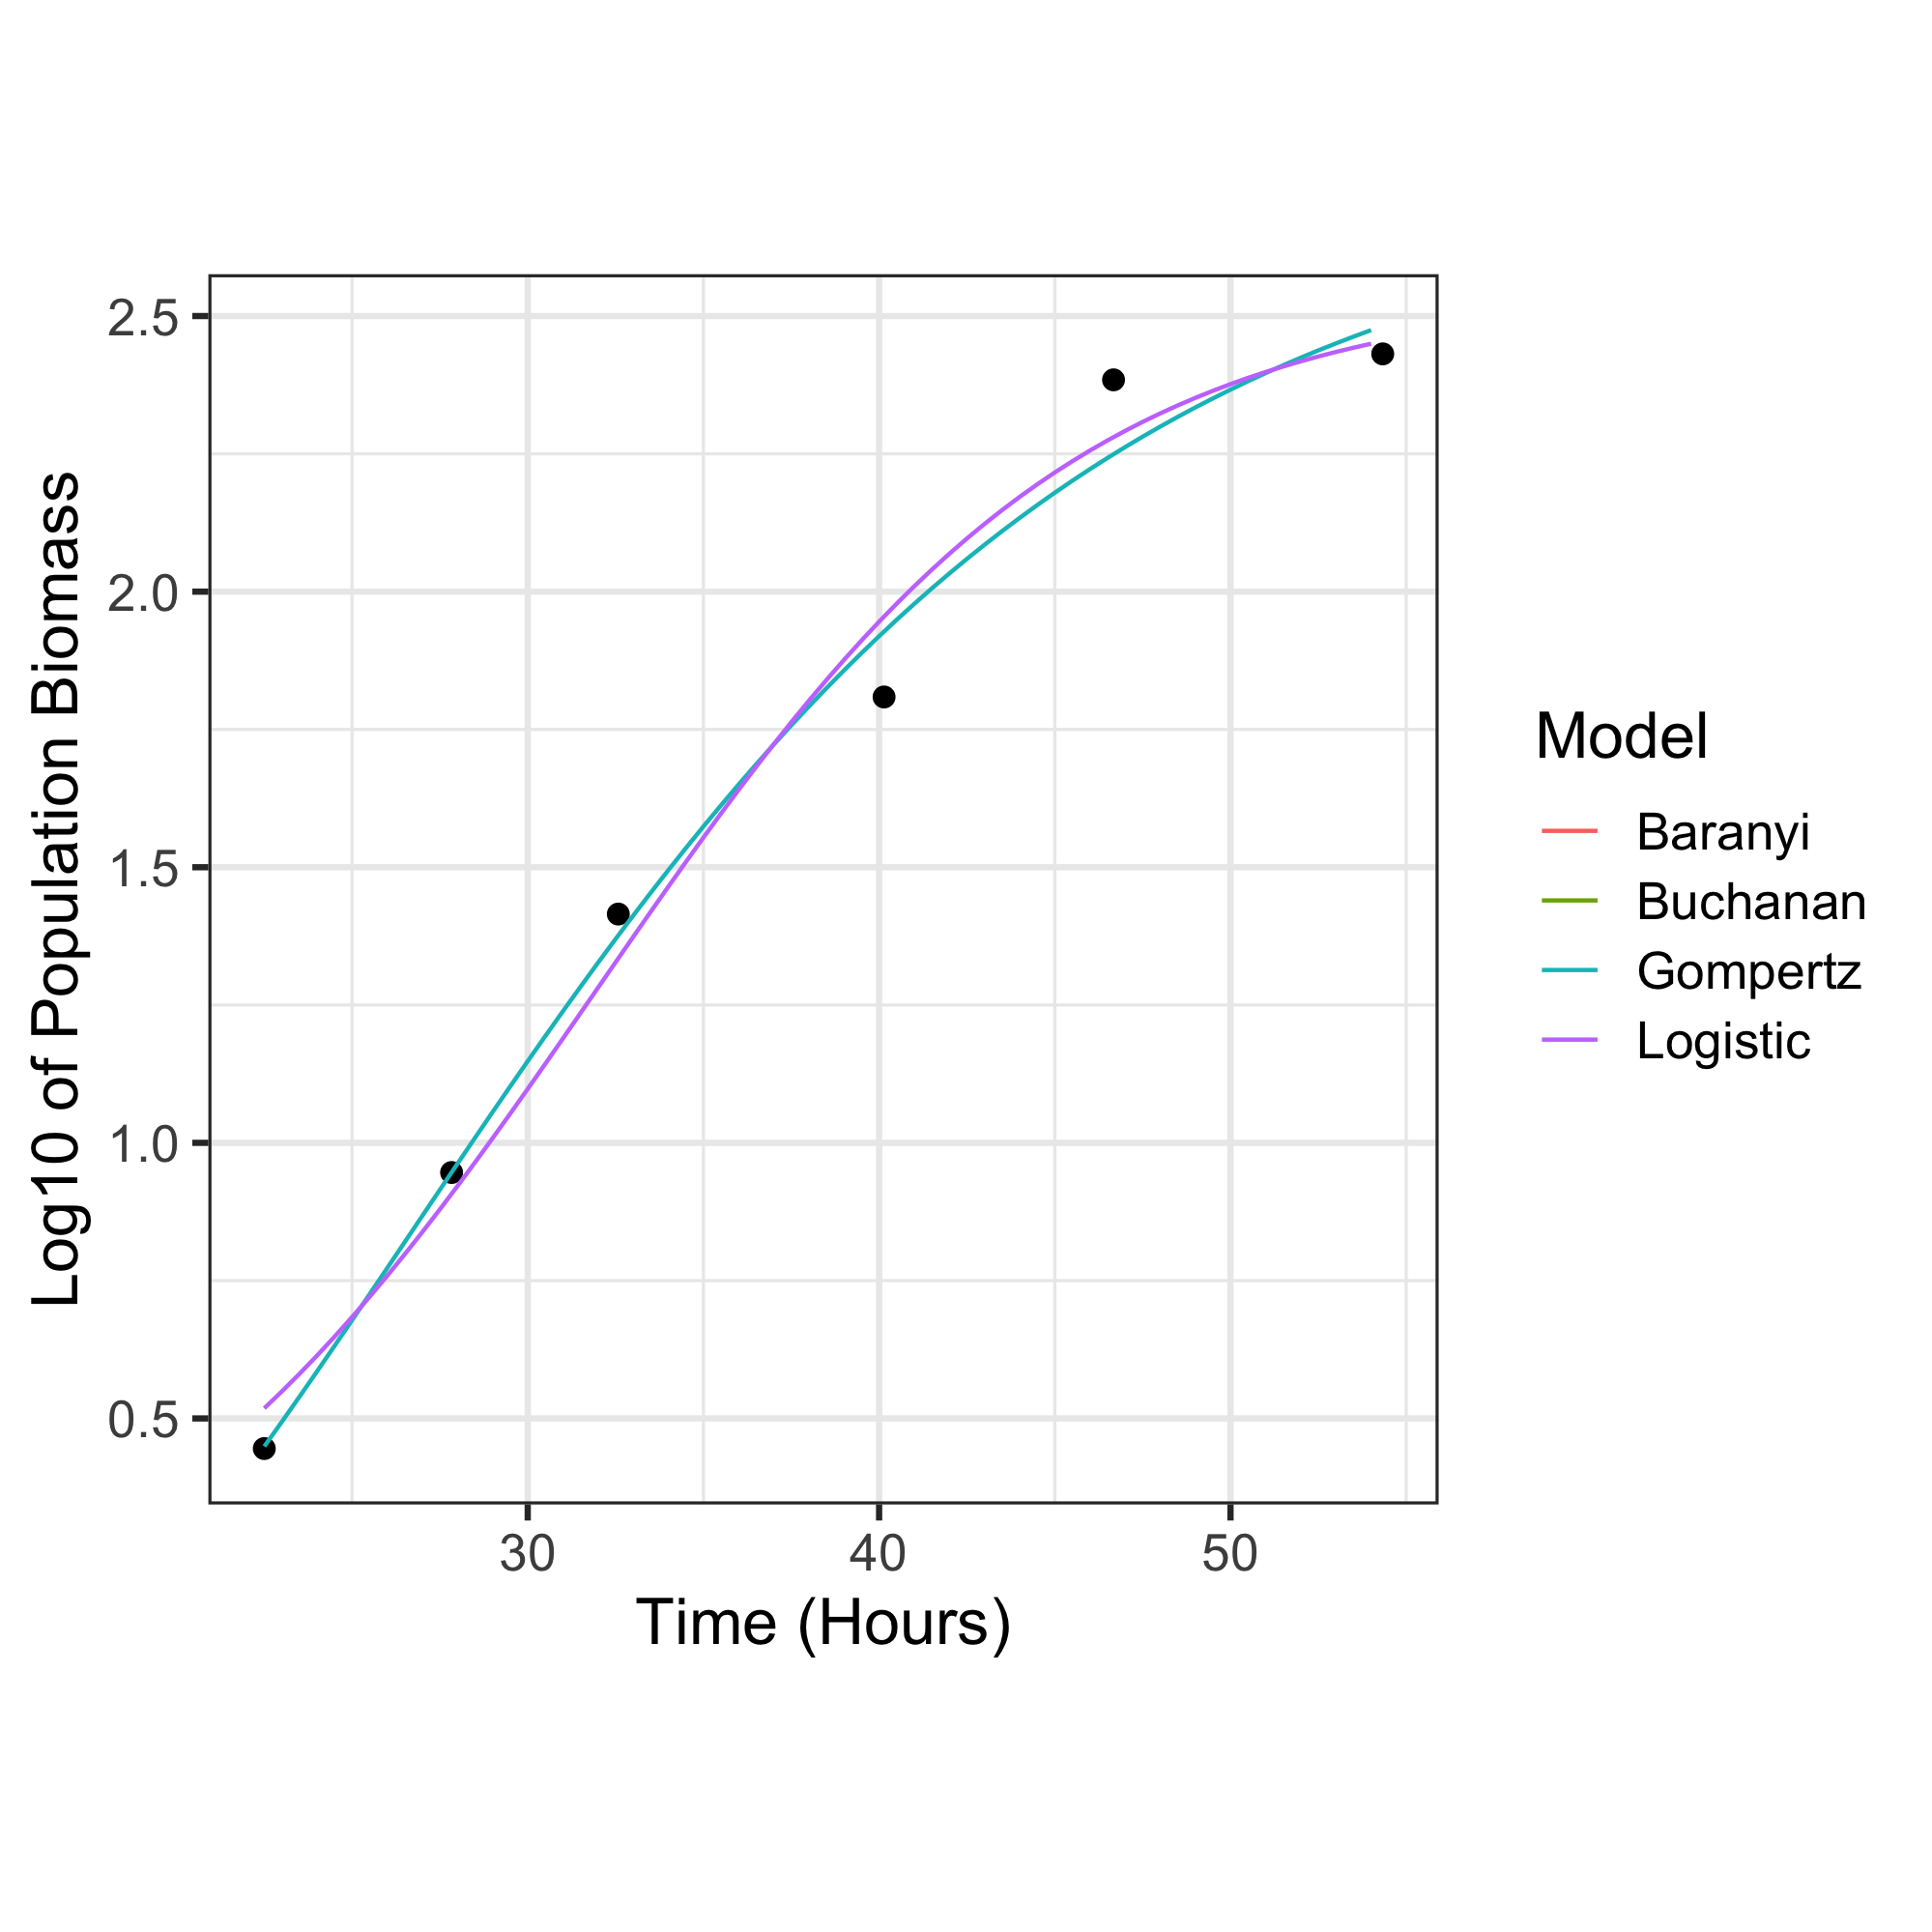 Log10 of Population Biomass
2.5
2.0
1.5
1.0
0.5
30 40 50
Time (Hours)
Model
Baranyi
Buchanan
Gompertz
Logistic